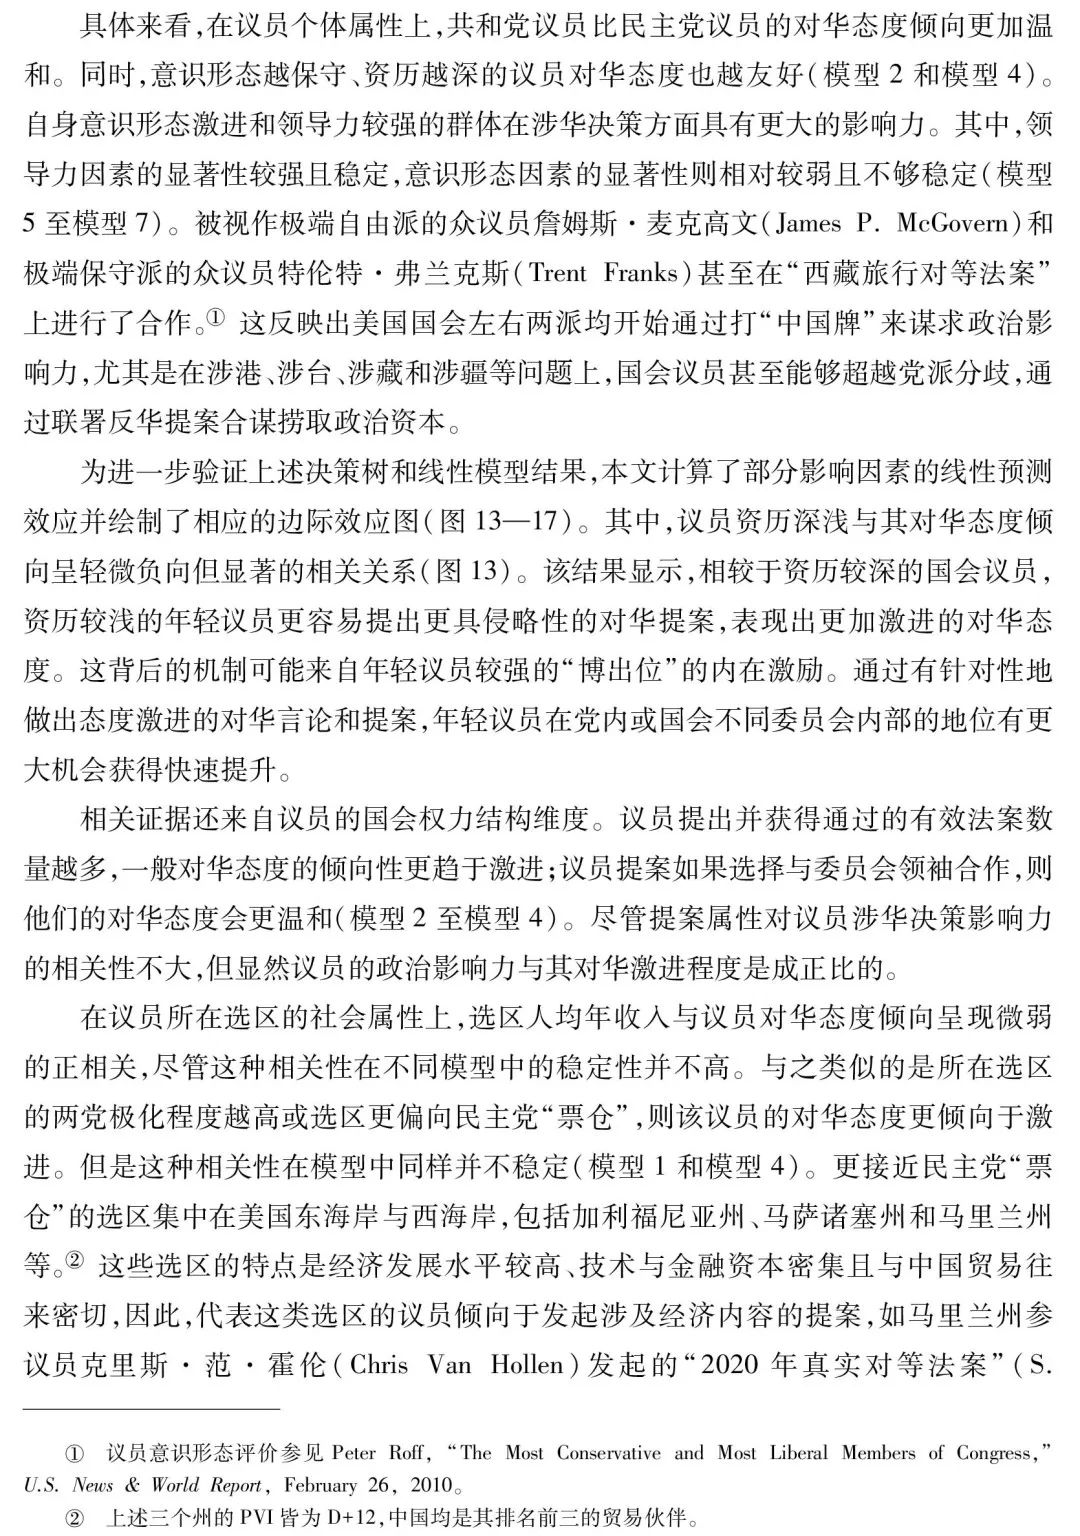 具体来看,在议员个体属性上,共和党议员比民主党议员的对华态度倾向更加温
和。同时,意识形态越保守、资历越深的议员对华态度也越友好(模型 2 和模型 4)。
自身意识形态激进和领导力较强的群体在涉华决策方面具有更大的影响力。其中,领
导力因素的显著性较强且稳定,意识形态因素的显著性则相对较弱且不够稳定(模型
5 至模型 7)。被视作极端自由派的众议员詹姆斯·麦克高文(James P. McGovern)和
极端保守派的众议员特伦特·弗兰克斯(Trent Franks)甚至在“西藏旅行对等法案”
上进行了合作。① 这反映出美国国会左右两派均开始通过打“中国牌”来谋求政治影
响力,尤其是在涉港、涉台、涉藏和涉疆等问题上,国会议员甚至能够超越党派分歧,通
过联署反华提案合谋捞取政治资本。
为进一步验证上述决策树和线性模型结果,本文计算了部分影响因素的线性预测
效应并绘制了相应的边际效应图(图 13—17)。其中,议员资历深浅与其对华态度倾
向呈轻微负向但显著的相关关系(图 13)。该结果显示,相较于资历较深的国会议员,
资历较浅的年轻议员更容易提出更具侵略性的对华提案,表现出更加激进的对华态
度。这背后的机制可能来自年轻议员较强的“博出位”的内在激励。通过有针对性地
做出态度激进的对华言论和提案,年轻议员在党内或国会不同委员会内部的地位有更
大机会获得快速提升。
相关证据还来自议员的国会权力结构维度。议员提出并获得通过的有效法案数
量越多,一般对华态度的倾向性更趋于激进;议员提案如果选择与委员会领袖合作,则
他们的对华态度会更温和(模型 2 至模型 4)。尽管提案属性对议员涉华决策影响力
的相关性不大,但显然议员的政治影响力与其对华激进程度是成正比的。
在议员所在选区的社会属性上,选区人均年收入与议员对华态度倾向呈现微弱
的正相关,尽管这种相关性在不同模型中的稳定性并不高。与之类似的是所在选区
的两党极化程度越高或选区更偏向民主党“票仓”,则该议员的对华态度更倾向于激
进。但是这种相关性在模型中同样并不稳定(模型 1 和模型 4)。更接近民主党“票
仓”的选区集中在美国东海岸与西海岸,包括加利福尼亚州、马萨诸塞州和马里兰州
等。② 这些选区的特点是经济发展水平较高、技术与金融资本密集且与中国贸易往
来密切,因此,代表这类选区的议员倾向于发起涉及经济内容的提案,如马里兰州参
议员克里斯·范·霍伦(Chris Van Hollen)发起的“2020 年真实对等法案”(S.
① 议员意识形态评价参见 Peter Roff, “The Most Conservative and Most Liberal Members of Congress,”
U.S. News & World Report, February 26, 2010。
② 上述三个州的 PVI 皆为 D+12,中国均是其排名前三的贸易伙伴。